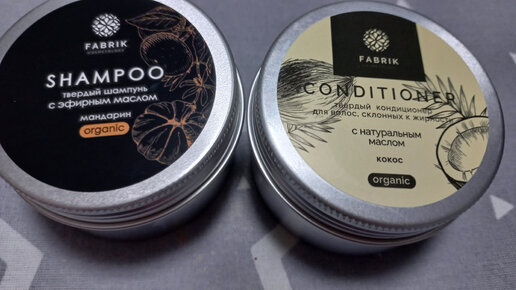 FABRIK
SHAMPOO
твердый шампунь
с эфирным маслом
мандарин
organic
FABRIK
CONDITIONER
твердый кондиционер
для волос, склонных к жирности
с натуральным
маслом
кокос
organic